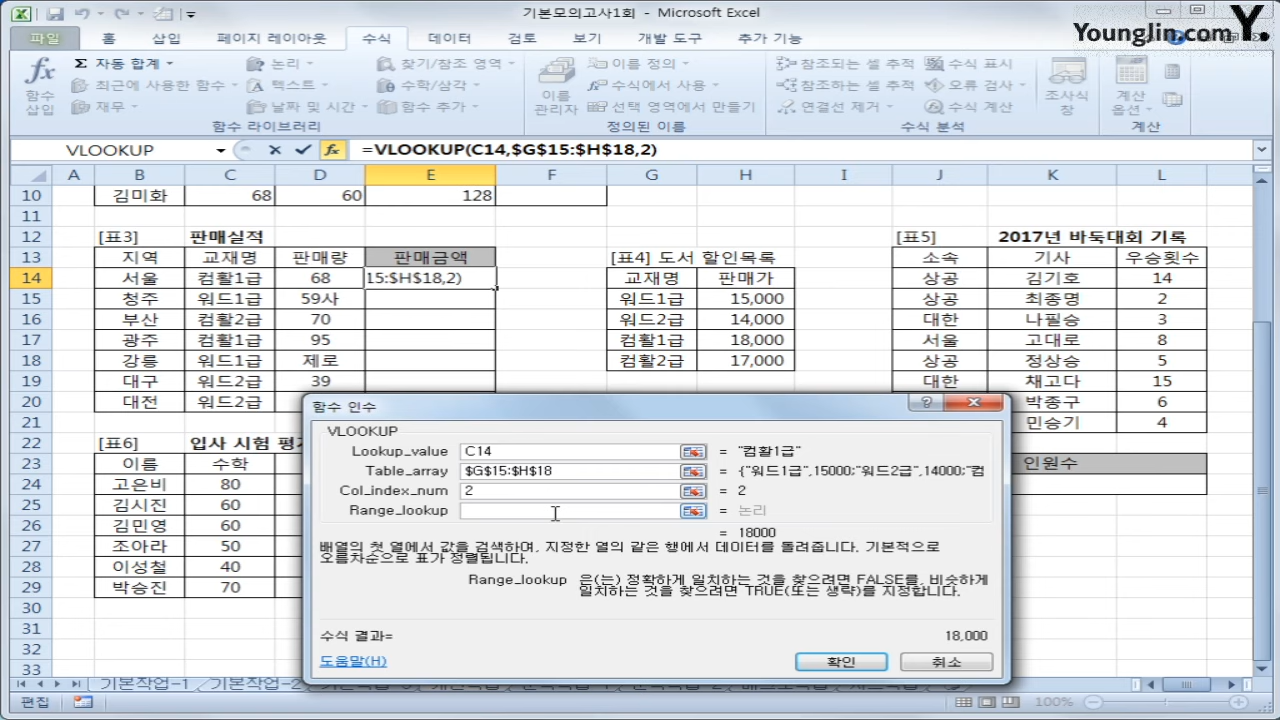 기본모의고사1회 - Microsoft Excel
Younglin.com Y.
파일 홈 삽입 페이지 레이아웃 수식 데이터 검토 보기 개발 도구 추가 기능
fx 함수 삽입
Σ 자동 합계 논리 찾기/참조 영역
최근에 사용한 함수 텍스트 수학/삼각
재무 날짜 및 시간 함수 추가
함수 라이브러리
이름 관리자
이름 정의
수식에서 사용
선택 영역에서 만들기
정의된 이름
참조되는 셀 추적 수식 표시
참조하는 셀 추적 오류 검사
연결선 제거 수식 계산
조사식 창
수식 분석
계산 옵션
계산
VLOOKUP fx =VLOOKUP(C14,$G$15:$H$18,2)
A B C D E F G H I J K L
10 김미화 68 60 128
11
12 [표3] 판매실적 [표5] 2017년 바둑대회 기록
13 지역 교재명 판매량 판매금액 [표4] 도서 할인목록 소속 기사 우승횟수
14 서울 컴활1급 68 15:$H$18,2) 교재명 판매가 상공 김기호 14
15 청주 워드1급 59사 워드1급 15,000 상공 최종명 2
16 부산 컴활2급 70 워드2급 14,000 대한 나필승 3
17 광주 컴활1급 95 컴활1급 18,000 서울 고대로 8
18 강릉 워드1급 제로 컴활2급 17,000 상공 정상승 5
19 대구 워드2급 39 대한 채고다 15
20 대전 워드2급 박종구 6
21 민승기 4
22 [표6] 입사 시험 평
23 이름 수학 인원수
24 고은비 80
25 김시진 60
26 김민영 60
27 조아라 50
28 이성철 40
29 박승진 70
30
31
32
33
함수 인수
VLOOKUP
Lookup_value C14 = "컴활1급"
Table_array $G$15:$H$18 = {"워드1급",15000;"워드2급",14000;"컴
Col_index_num 2 = 2
Range_lookup = 논리
= 18000
배열의 첫 열에서 값을 검색하여, 지정한 열의 같은 행에서 데이터를 돌려줍니다. 기본적으로
오름차순으로 표가 정렬됩니다.
Range_lookup 은(는) 정확하게 일치하는 것을 찾으려면 FALSE를, 비슷하게
일치하는 것을 찾으려면 TRUE(또는 생략)를 지정합니다.
수식 결과= 18,000
도움말(H) 확인 취소
기본작업-1 기본작업-2
편집 100%